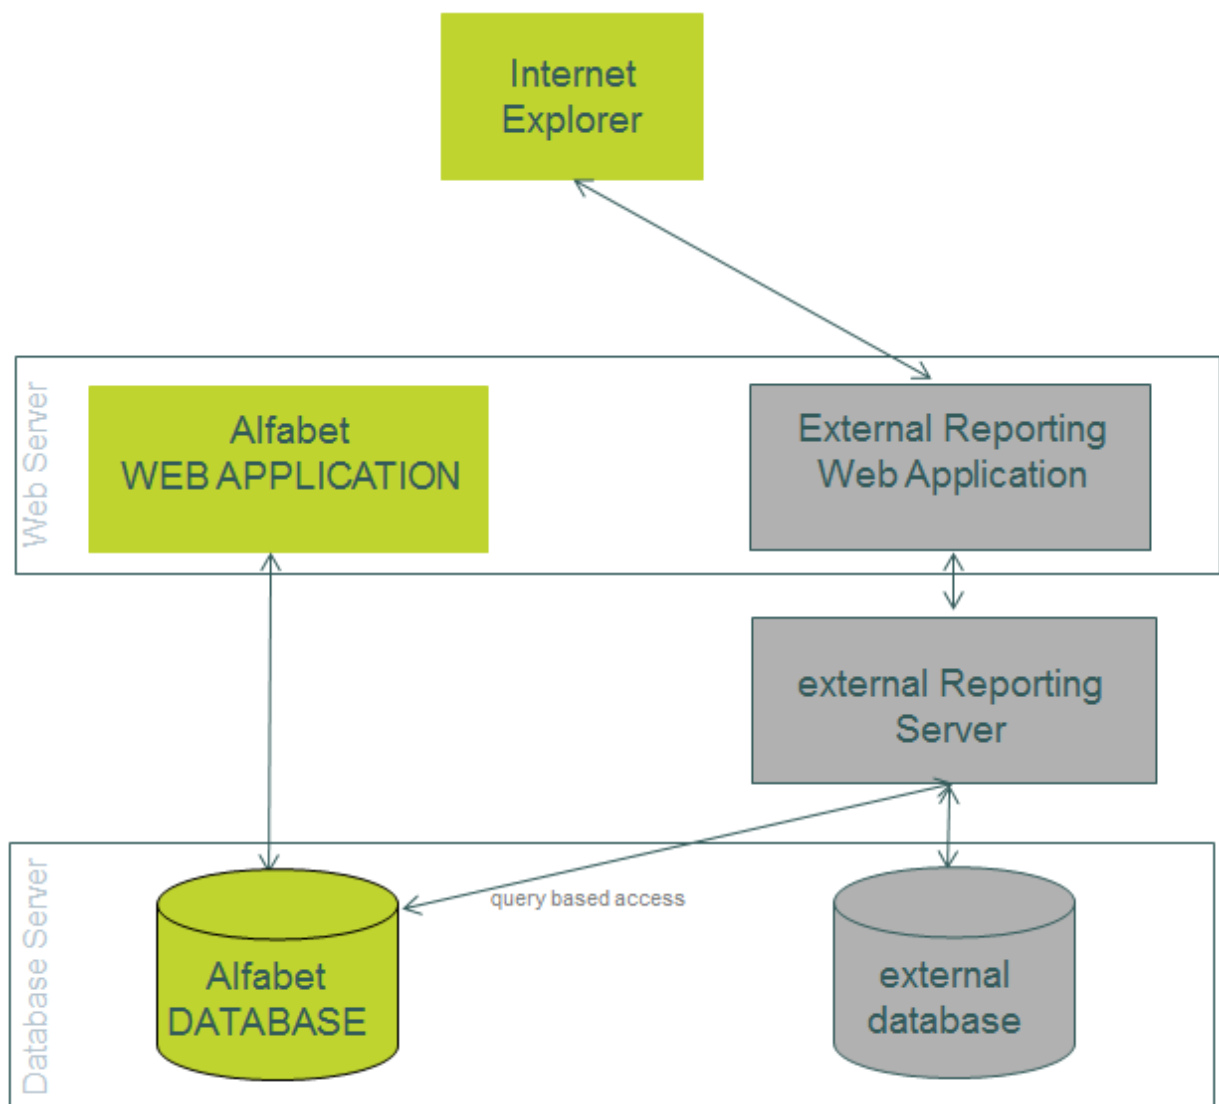 Internet
Explorer
Web Server
Alfabet
WEB APPLICATION
External Reporting
Web Application
external Reporting
Server
query based access
Database Server
Alfabet
DATABASE
external
database